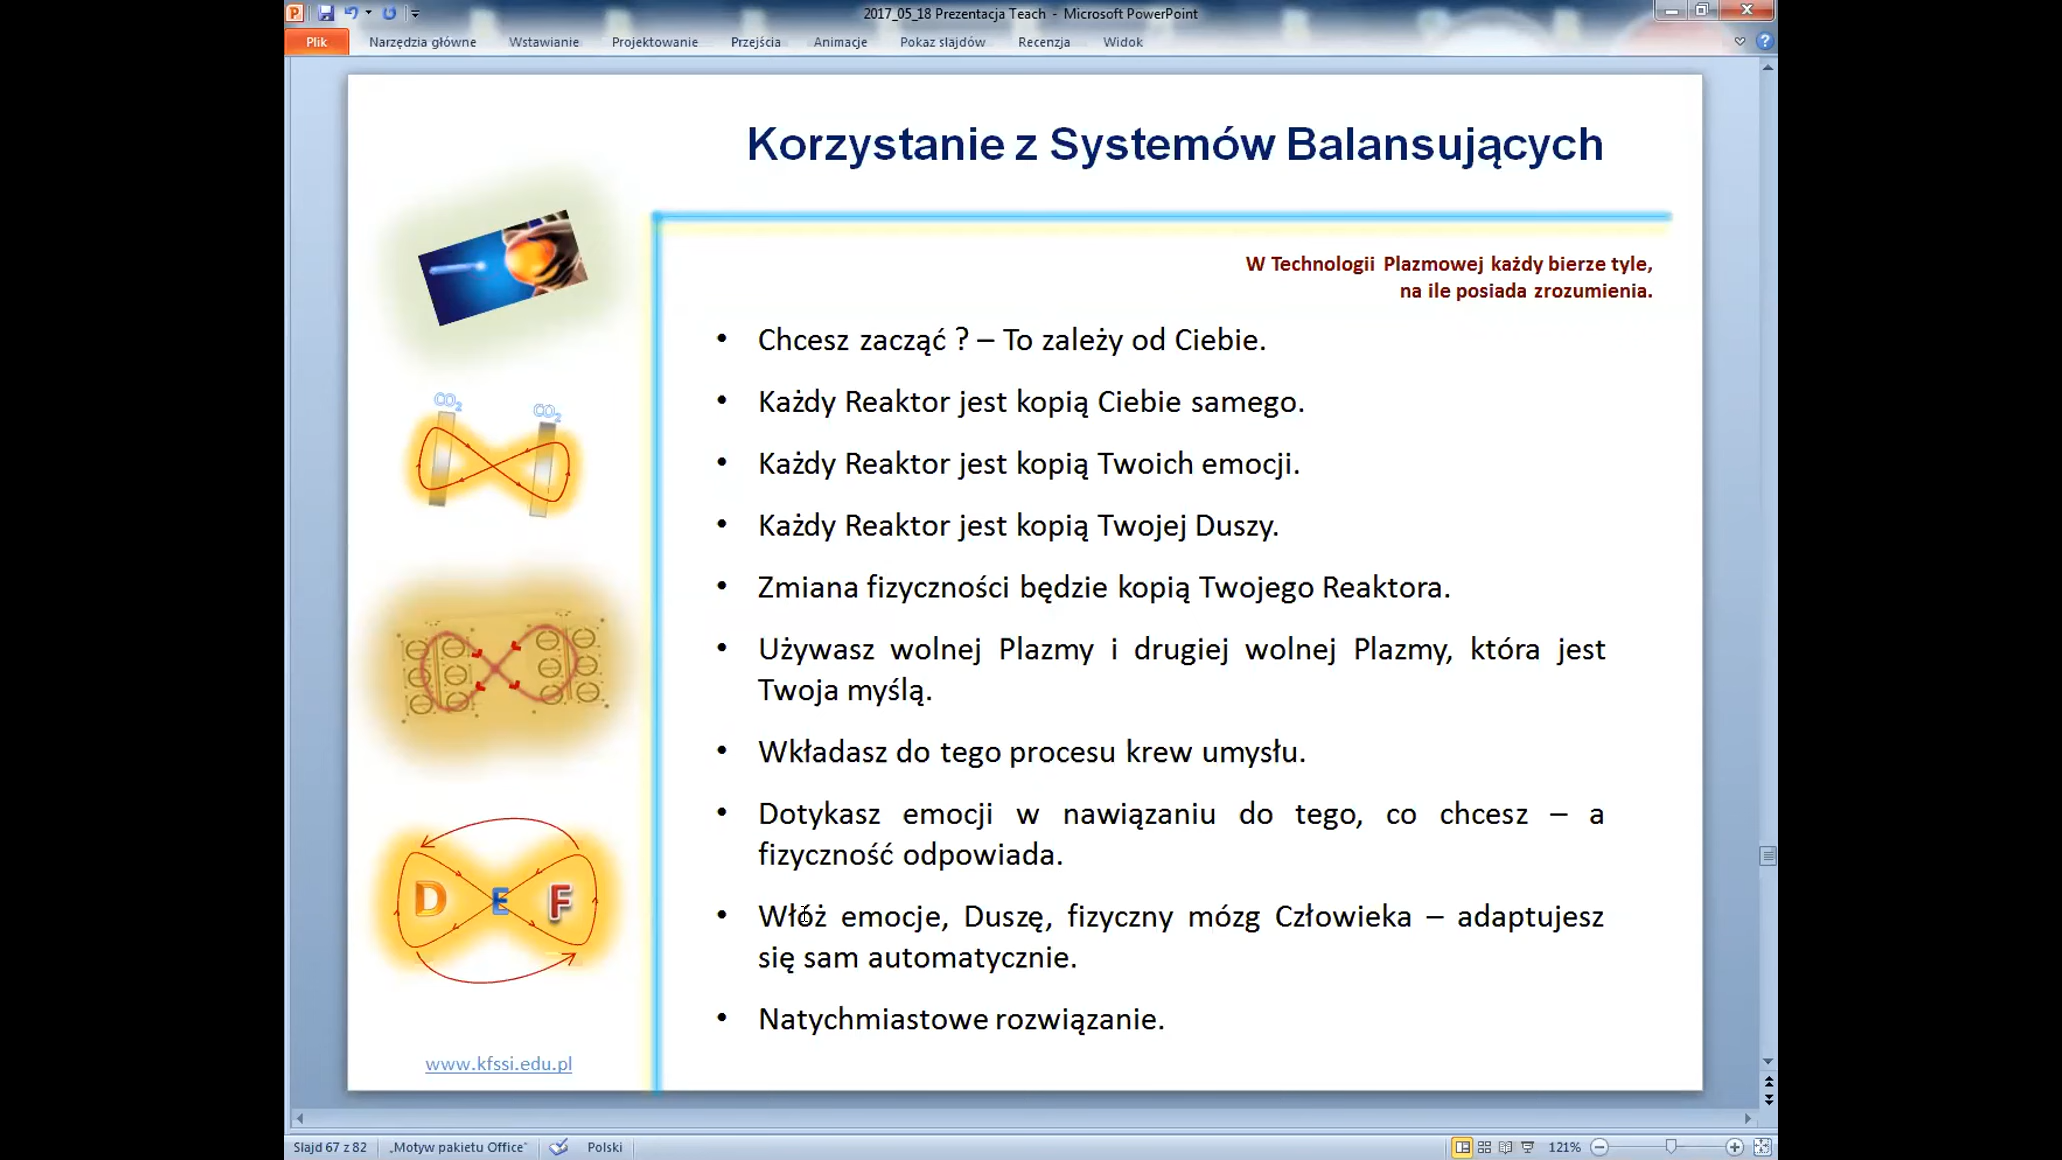 2017_05_18 Prezentacja Teach - Microsoft PowerPoint
Plik Narzędzia główne Wstawianie Projektowanie Przejścia Animacje Pokaz slajdów Recenzja Widok
Korzystanie z Systemów Balansujących
W Technologii Plazmowej każdy bierze tyle,
na ile posiada zrozumienia.
• Chcesz zacząć ? – To zależy od Ciebie.
• Każdy Reaktor jest kopią Ciebie samego.
• Każdy Reaktor jest kopią Twoich emocji.
• Każdy Reaktor jest kopią Twojej Duszy.
• Zmiana fizyczności będzie kopią Twojego Reaktora.
• Używasz wolnej Plazmy i drugiej wolnej Plazmy, która jest
Twoja myślą.
• Wkładasz do tego procesu krew umysłu.
• Dotykasz emocji w nawiązaniu do tego, co chcesz – a
fizyczność odpowiada.
• Włóż emocje, Duszę, fizyczny mózg Człowieka – adaptujesz
się sam automatycznie.
• Natychmiastowe rozwiązanie.
CO2 CO2
D E F
www.kfssi.edu.pl
Slajd 67 z 82 „Motyw pakietu Office" Polski 121%